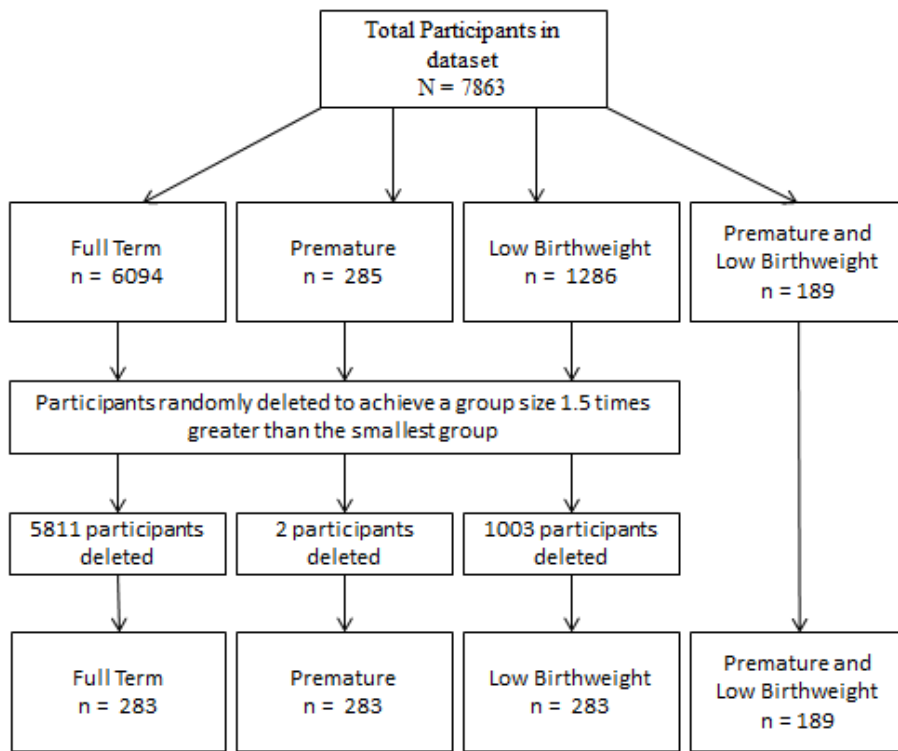 Total Participants in
dataset
N = 7863
Full Term
n = 6094
Premature
n = 285
Low Birthweight
n = 1286
Premature and
Low Birthweight
n = 189
Participants randomly deleted to achieve a group size 1.5 times
greater than the smallest group
5811 participants
deleted
2 participants
deleted
1003 participants
deleted
Full Term
n = 283
Premature
n = 283
Low Birthweight
n = 283
Premature and
Low Birthweight
n = 189